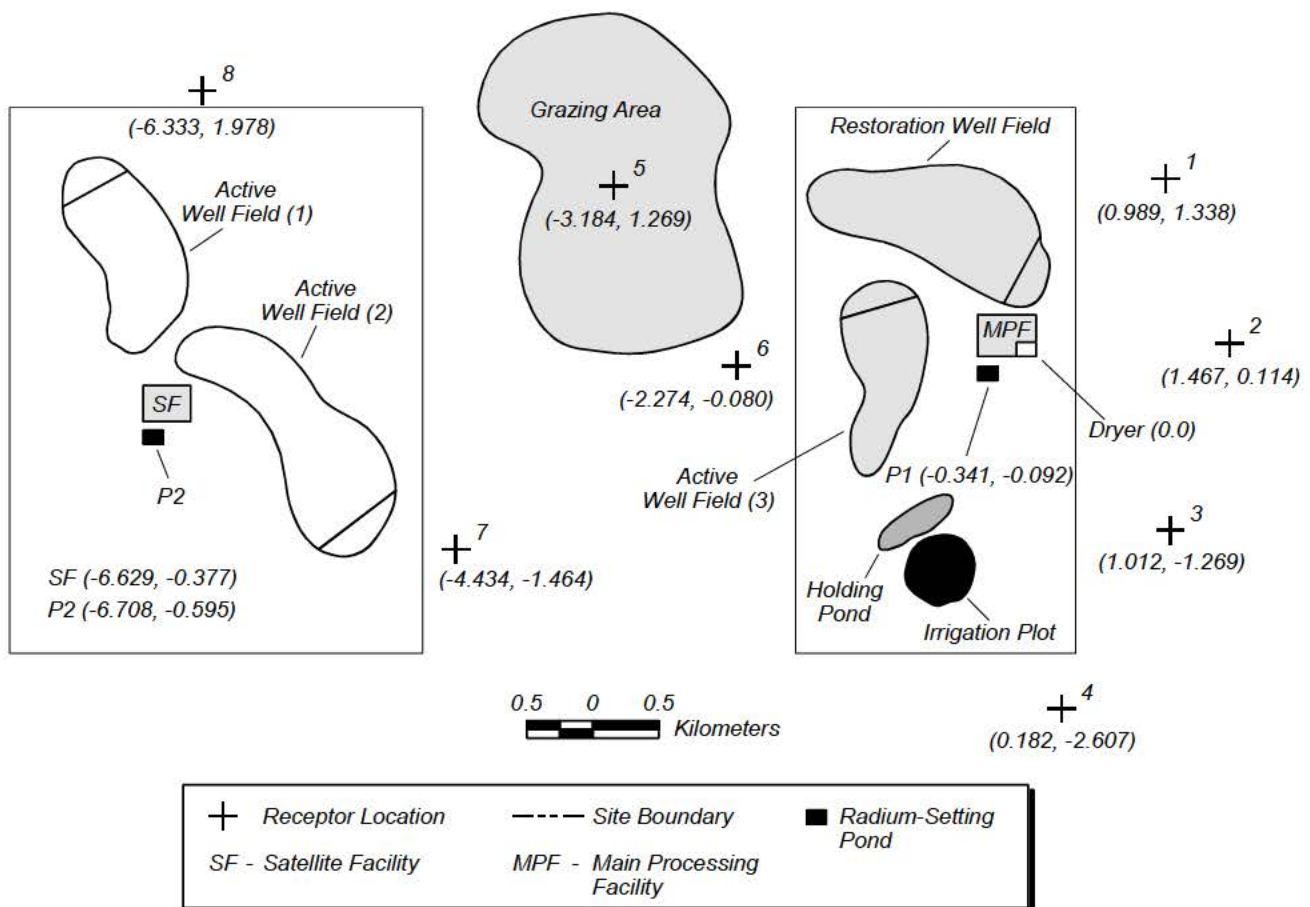 8
(-6.333, 1.978)
Grazing Area
5
(-3.184, 1.269)
Restoration Well Field
1
(0.989, 1.338)
Active
Well Field (1)
Active
Well Field (2)
MPF
2
(1.467, 0.114)
6
(-2.274, -0.080)
Dryer (0.0)
SF
P2
Active
Well Field (3)
P1 (-0.341, -0.092)
7
(-4.434, -1.464)
3
(1.012, -1.269)
SF (-6.629, -0.377)
P2 (-6.708, -0.595)
Holding
Pond
Irrigation Plot
0.5 0 0.5
Kilometers
4
(0.182, -2.607)
Receptor Location
Site Boundary
Radium-Setting
Pond
SF - Satellite Facility
MPF - Main Processing
Facility